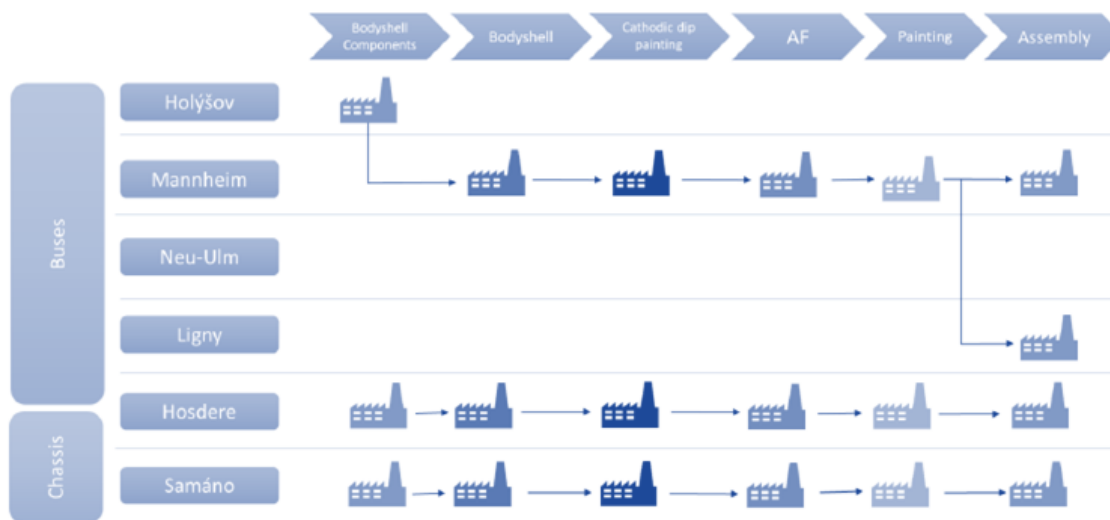 Bodyshell
Components
Bodyshell
Cathodic dip
painting
AF
Painting
Assembly
Buses
Holýšov
Mannheim
Neu-Ulm
Ligny
Hosdere
Chassis
Samáno